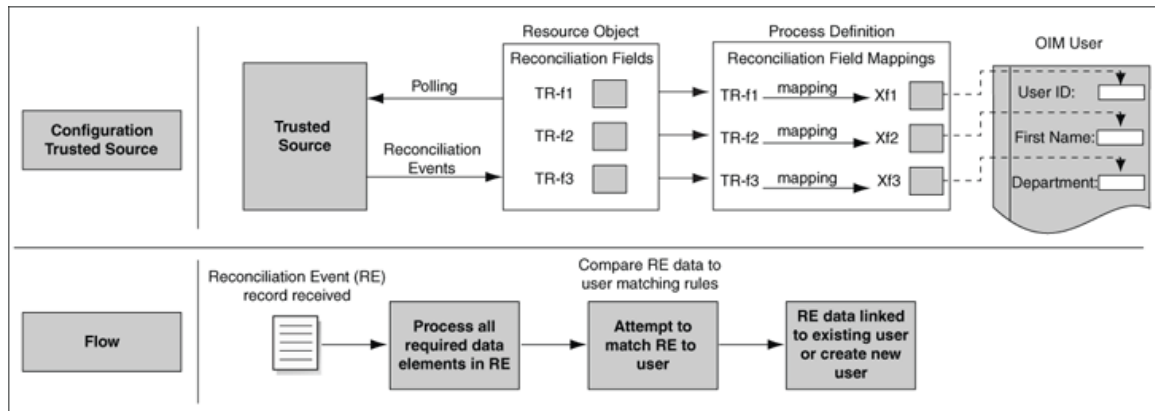 Resource Object
Process Definition
OIM User
Reconciliation Fields
Reconciliation Field Mappings
Configuration
Trusted Source
Trusted
Source
Polling
Reconciliation
Events
TR-f1
TR-f2
TR-f3
TR-f1
mapping
Xf1
TR-f2
mapping
Xf2
TR-f3
mapping
Xf3
User ID:
First Name:
Department:
Flow
Reconciliation Event (RE)
record received
Process all
required data
elements in RE
Compare RE data to
user matching rules
Attempt to
match RE to
user
RE data linked
to existing user
or create new
user